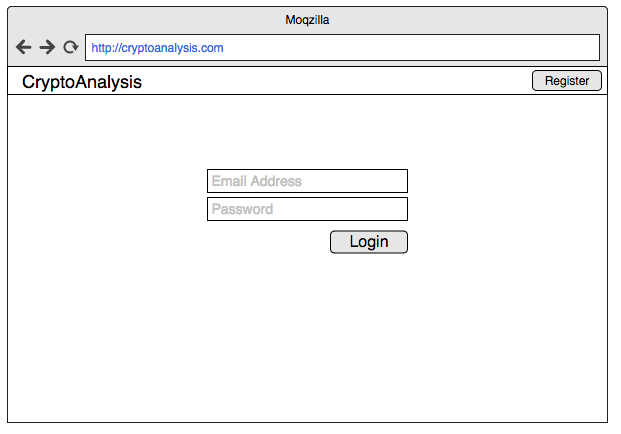 Moqzilla
http://cryptoanalysis.com
CryptoAnalysis
Register
Email Address
Password
Login